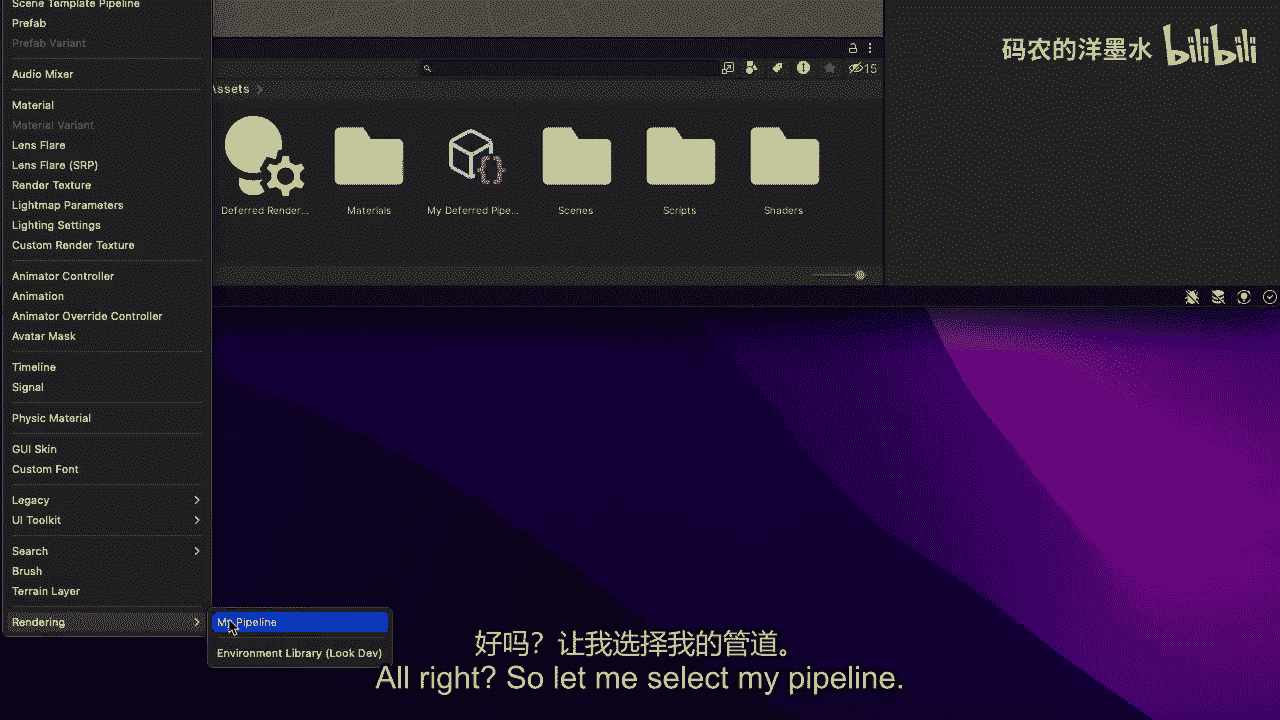 Scene Template Pipeline
Prefab
Prefab Variant
Audio Mixer
Material
Material Variant
Lens Flare
Lens Flare (SRP)
Render Texture
Lightmap Parameters
Lighting Settings
Custom Render Texture
Animator Controller
Animation
Animator Override Controller
Avatar Mask
Timeline
Signal
Physic Material
GUI Skin
Custom Font
Legacy
UI Toolkit
Search
Brush
Terrain Layer
Rendering
My Pipeline
Environment Library (Look Dev)
15
Assets
Deferred Render...
Materials
My Deferred Pipe...
Scenes
Scripts
Shaders
码农的洋墨水 bilibili
好吗？让我选择我的管道。
All right? So let me select my pipeline.